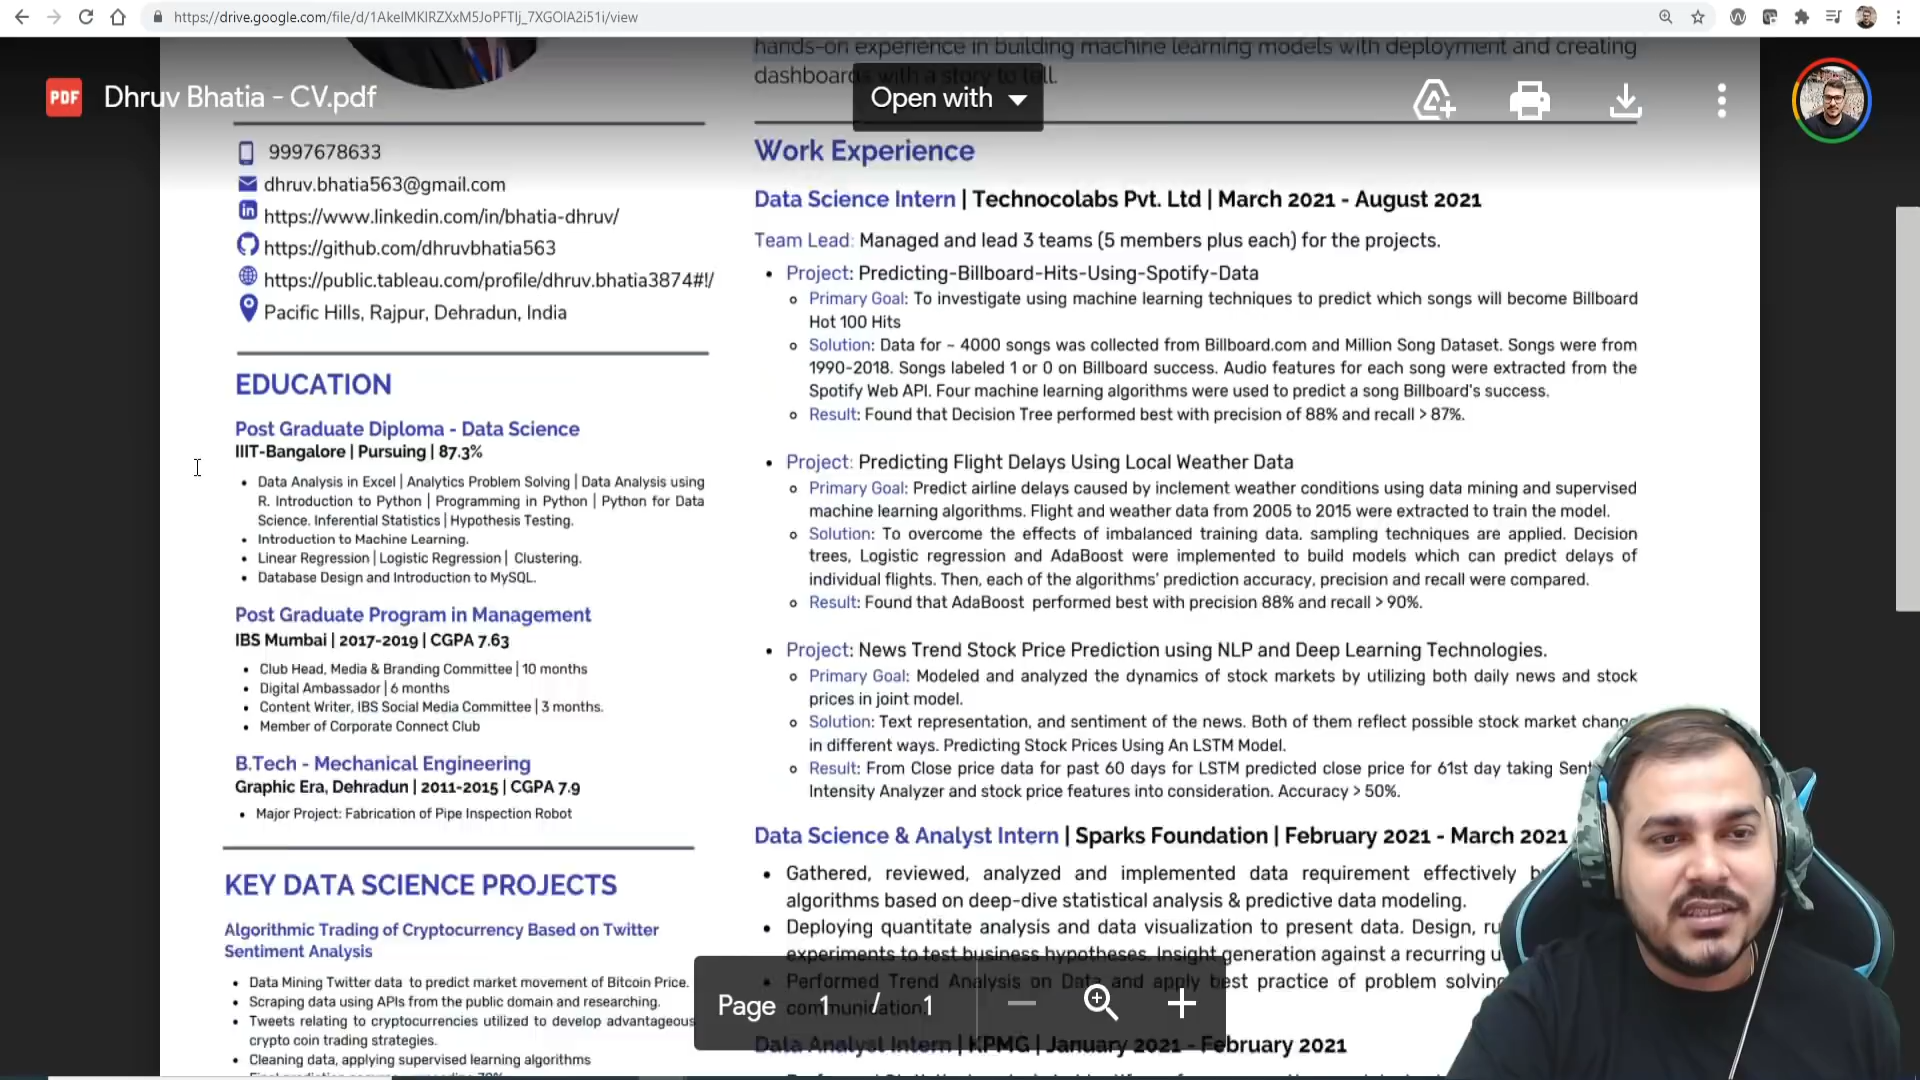 https://drive.google.com/file/d/1AkeIMKlRZXxM5JoPFTIj_7XGOIA2i51i/view
PDF
Dhruv Bhatia - CV.pdf
Open with
9997678633
dhruv.bhatia563@gmail.com
https://www.linkedin.com/in/bhatia-dhruv/
https://github.com/dhruvbhatia563
https://public.tableau.com/profile/dhruv.bhatia3874#!/
Pacific Hills, Rajpur, Dehradun, India
EDUCATION
Post Graduate Diploma - Data Science
IIIT-Bangalore | Pursuing | 87.3%
• Data Analysis in Excel | Analytics Problem Solving | Data Analysis using
R. Introduction to Python | Programming in Python | Python for Data
Science. Inferential Statistics | Hypothesis Testing.
• Introduction to Machine Learning.
• Linear Regression | Logistic Regression | Clustering.
• Database Design and Introduction to MySQL.
Post Graduate Program in Management
IBS Mumbai | 2017-2019 | CGPA 7.63
• Club Head, Media & Branding Committee | 10 months
• Digital Ambassador | 6 months
• Content Writer, IBS Social Media Committee | 3 months.
• Member of Corporate Connect Club
B.Tech - Mechanical Engineering
Graphic Era, Dehradun | 2011-2015 | CGPA 7.9
• Major Project: Fabrication of Pipe Inspection Robot
KEY DATA SCIENCE PROJECTS
Algorithmic Trading of Cryptocurrency Based on Twitter
Sentiment Analysis
• Data Mining Twitter data to predict market movement of Bitcoin Price.
• Scraping data using APIs from the public domain and researching.
• Tweets relating to cryptocurrencies utilized to develop advantageous
crypto coin trading strategies.
• Cleaning data, applying supervised learning algorithms
hands-on experience in building machine learning models with deployment and creating
dashboards with a story to tell.
Work Experience
Data Science Intern | Technocolabs Pvt. Ltd | March 2021 - August 2021
Team Lead: Managed and lead 3 teams (5 members plus each) for the projects.
• Project: Predicting-Billboard-Hits-Using-Spotify-Data
Primary Goal: To investigate using machine learning techniques to predict which songs will become Billboard
Hot 100 Hits
Solution: Data for ~ 4000 songs was collected from Billboard.com and Million Song Dataset. Songs were from
1990-2018. Songs labeled 1 or 0 on Billboard success. Audio features for each song were extracted from the
Spotify Web API. Four machine learning algorithms were used to predict a song Billboard's success.
Result: Found that Decision Tree performed best with precision of 88% and recall > 87%.
• Project: Predicting Flight Delays Using Local Weather Data
Primary Goal: Predict airline delays caused by inclement weather conditions using data mining and supervised
machine learning algorithms. Flight and weather data from 2005 to 2015 were extracted to train the model.
Solution: To overcome the effects of imbalanced training data, sampling techniques are applied. Decision
trees, Logistic regression and AdaBoost were implemented to build models which can predict delays of
individual flights. Then, each of the algorithms' prediction accuracy, precision and recall were compared.
Result: Found that AdaBoost performed best with precision 88% and recall > 90%.
• Project: News Trend Stock Price Prediction using NLP and Deep Learning Technologies.
Primary Goal: Modeled and analyzed the dynamics of stock markets by utilizing both daily news and stock
prices in joint model.
Solution: Text representation, and sentiment of the news. Both of them reflect possible stock market
in different ways. Predicting Stock Prices Using An LSTM Model.
Result: From Close price data for past 60 days for LSTM predicted close price for 61st day taking
Intensity Analyzer and stock price features into consideration. Accuracy > 50%.
Data Science & Analyst Intern | Sparks Foundation | February 2021 - March 2021
• Gathered, reviewed, analyzed and implemented data requirement effectively
algorithms based on deep-dive statistical analysis & predictive data modeling.
• Deploying quantitate analysis and data visualization to present data. Design,
experiments to test business hypotheses. Insight generation against a recurring
• Performed Trend Analysis on Data and apply best practice of problem solving
communication.
Data Analyst Intern | KPMG | January 2021 - February 2021
Page 1 / 1